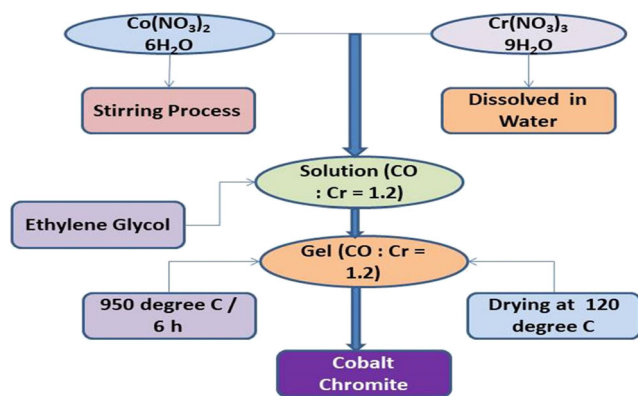 Co(NO₃)₂
6H₂O
Cr(NO₃)₃
9H₂O
Stirring Process
Dissolved in
Water
Solution (CO
: Cr = 1.2)
Ethylene Glycol
Gel (CO : Cr =
1.2)
950 degree C /
6 h
Drying at 120
degree C
Cobalt
Chromite